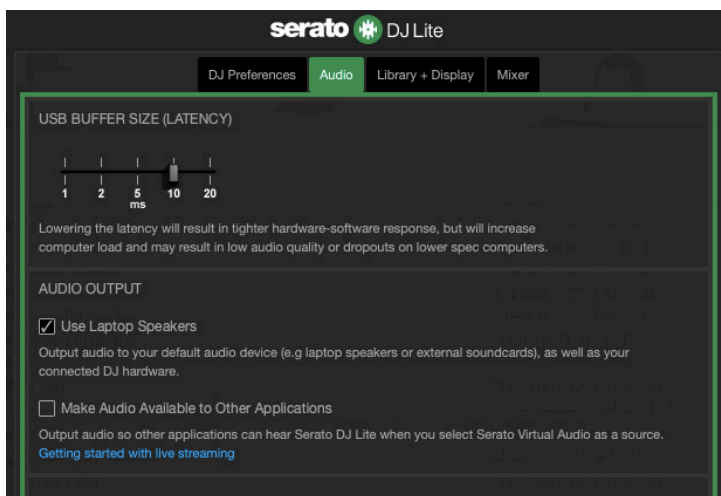 serato DJ Lite
DJ Preferences Audio Library + Display Mixer
USB BUFFER SIZE (LATENCY)
1 2 5 10 20
ms
Lowering the latency will result in tighter hardware-software response, but will increase
computer load and may result in low audio quality or dropouts on lower spec computers.
AUDIO OUTPUT
Use Laptop Speakers
Output audio to your default audio device (e.g laptop speakers or external soundcards), as well as your
connected DJ hardware.
Make Audio Available to Other Applications
Output audio so other applications can hear Serato DJ Lite when you select Serato Virtual Audio as a source.
Getting started with live streaming